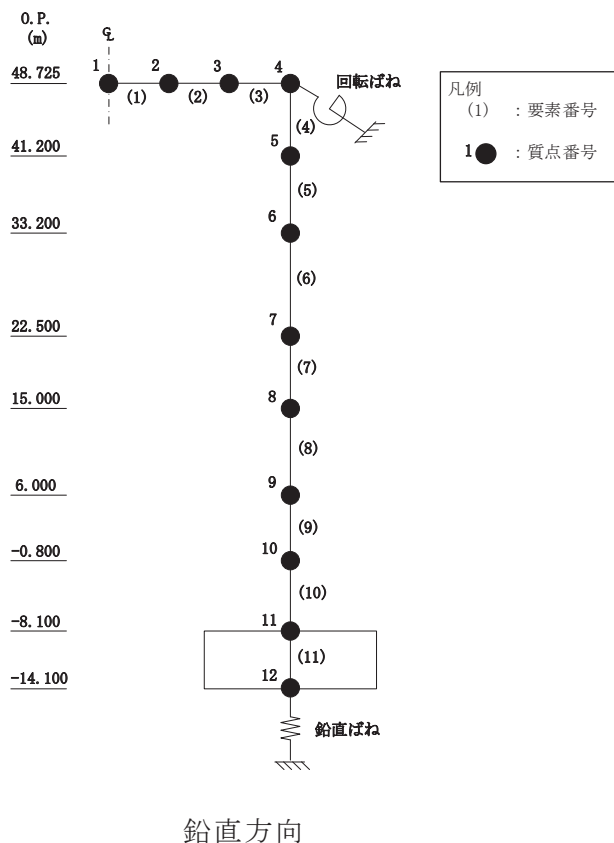 O.P.
(m)
℄
48.725
1 2 3 4
(1) (2) (3)
回転ばね
(4)
41.200
5
(5)
33.200
6
(6)
22.500
7
(7)
15.000
8
(8)
6.000
9
(9)
-0.800
10
(10)
-8.100
11
(11)
-14.100
12
鉛直ばね
凡例
(1) : 要素番号
1 : 質点番号
鉛直方向